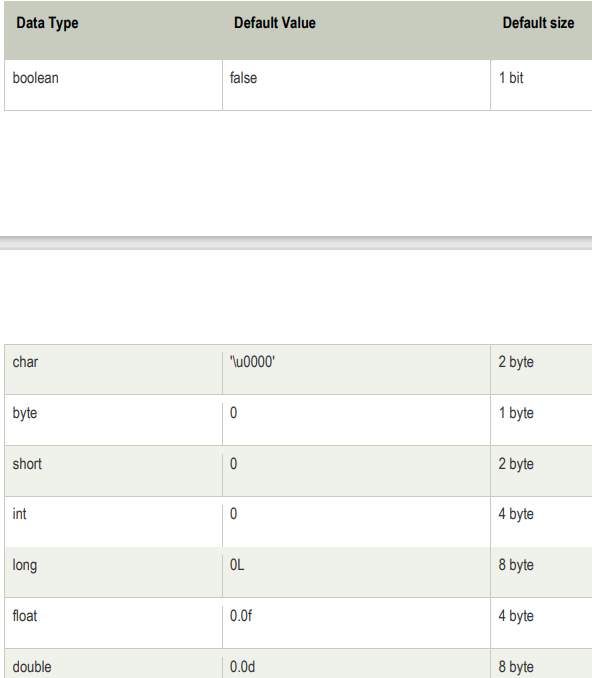 Data Type Default Value Default size
boolean false 1 bit
char '\u0000' 2 byte
byte 0 1 byte
short 0 2 byte
int 0 4 byte
long 0L 8 byte
float 0.0f 4 byte
double 0.0d 8 byte